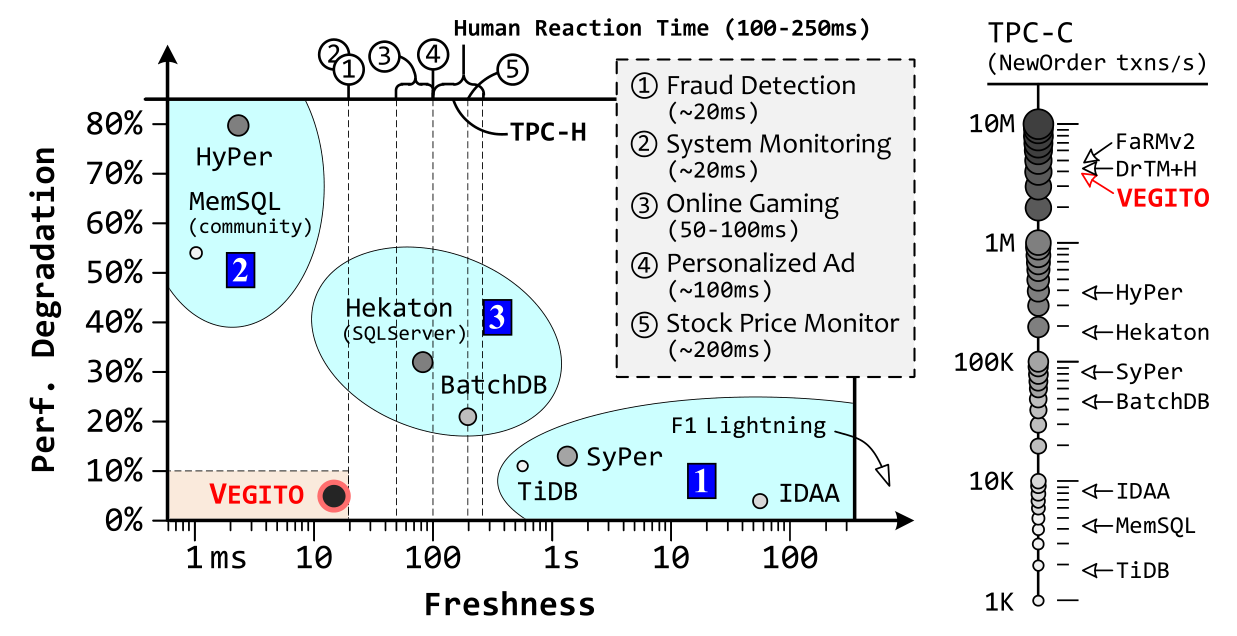 Human Reaction Time (100-250ms)
② ① ③ ④ ⑤
TPC-H
Perf. Degradation
80%
70%
60%
50%
40%
30%
20%
10%
0%
HyPer
MemSQL
(community)
2
Hekaton
(SQLServer)
3
BatchDB
F1 Lightning
SyPer
1
TiDB
IDAA
VEGITO
1 ms 10 100 1s 10 100
Freshness
① Fraud Detection
(~20ms)
② System Monitoring
(~20ms)
③ Online Gaming
(50-100ms)
④ Personalized Ad
(~100ms)
⑤ Stock Price Monitor
(~200ms)
TPC-C
(NewOrder txns/s)
10M
1M
100K
10K
1K
FaRMv2
DrTM+H
VEGITO
HyPer
Hekaton
SyPer
BatchDB
IDAA
MemSQL
TiDB